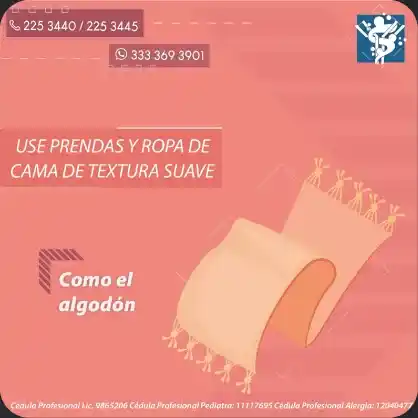 225 3440 / 225 3445
333 369 3901
USE PRENDAS Y ROPA DE
CAMA DE TEXTURA SUAVE
Como el
algodón
Cédula Profesional Lic. 9865206 Cédula Profesional Pediatra: 11117695 Cédula Profesional Alergia: 12040477